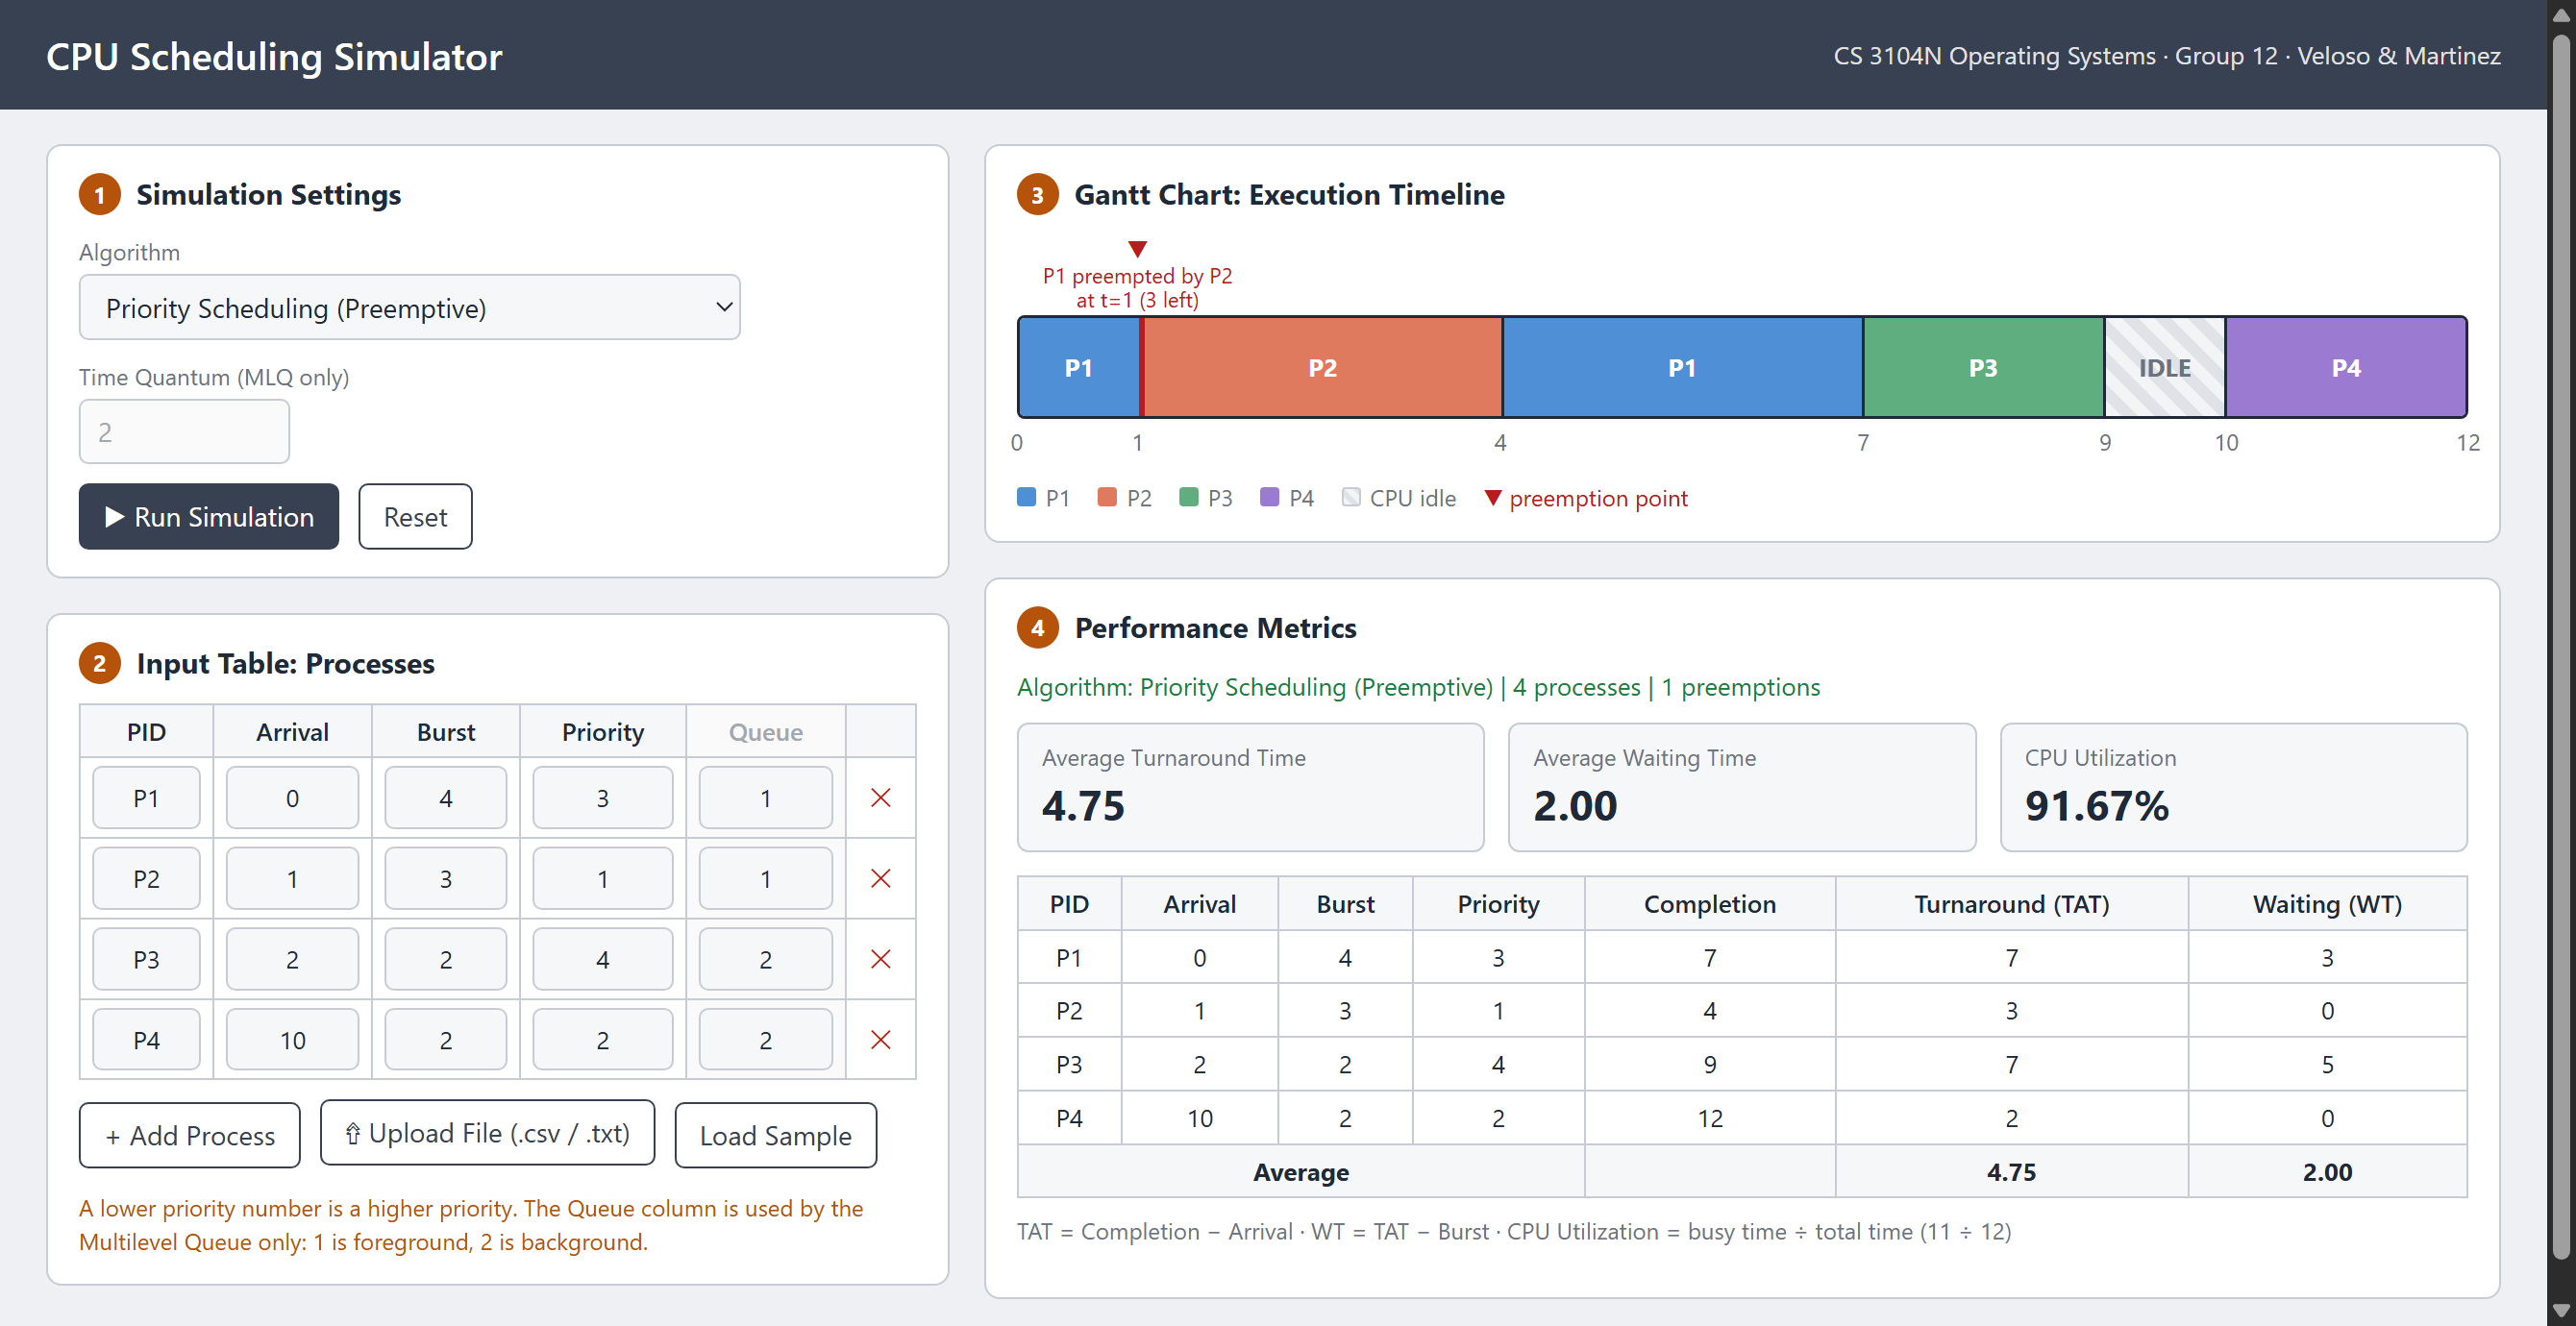 CPU Scheduling Simulator
CS 3104N Operating Systems · Group 12 · Veloso & Martinez
1 Simulation Settings
Algorithm
Priority Scheduling (Preemptive)
Time Quantum (MLQ only)
2
▶ Run Simulation Reset
2 Input Table: Processes
PID Arrival Burst Priority Queue
P1 0 4 3 1 ×
P2 1 3 1 1 ×
P3 2 2 4 2 ×
P4 10 2 2 2 ×
+ Add Process ⇧ Upload File (.csv / .txt) Load Sample
A lower priority number is a higher priority. The Queue column is used by the
Multilevel Queue only: 1 is foreground, 2 is background.
3 Gantt Chart: Execution Timeline
▼
P1 preempted by P2
at t=1 (3 left)
P1 P2 P1 P3 IDLE P4
0 1 4 7 9 10 12
P1 P2 P3 P4 CPU idle ▼ preemption point
4 Performance Metrics
Algorithm: Priority Scheduling (Preemptive) | 4 processes | 1 preemptions
Average Turnaround Time Average Waiting Time CPU Utilization
4.75 2.00 91.67%
PID Arrival Burst Priority Completion Turnaround (TAT) Waiting (WT)
P1 0 4 3 7 7 3
P2 1 3 1 4 3 0
P3 2 2 4 9 7 5
P4 10 2 2 12 2 0
Average 4.75 2.00
TAT = Completion − Arrival · WT = TAT − Burst · CPU Utilization = busy time ÷ total time (11 ÷ 12)